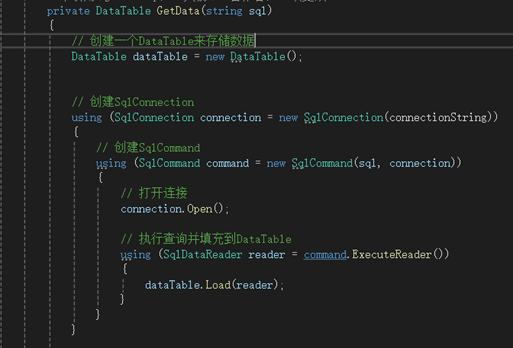 private DataTable GetData(string sql)
{
// 创建一个DataTable来存储数据
DataTable dataTable = new DataTable();
// 创建SqlConnection
using (SqlConnection connection = new SqlConnection(connectionString))
{
// 创建SqlCommand
using (SqlCommand command = new SqlCommand(sql, connection))
{
// 打开连接
connection.Open();
// 执行查询并填充到DataTable
using (SqlDataReader reader = command.ExecuteReader())
{
dataTable.Load(reader);
}
}
}